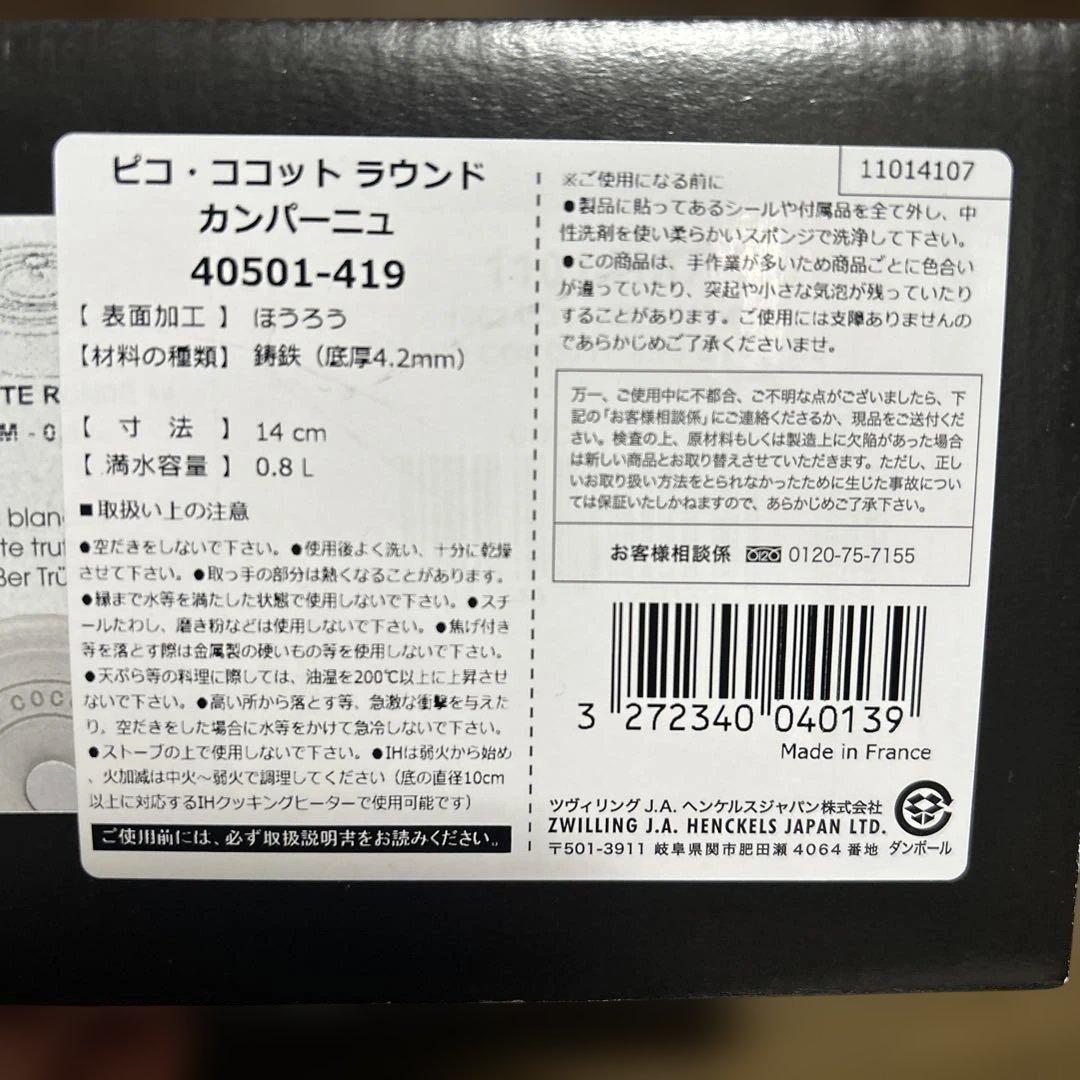 ピコ・ココット ラウンド
カンパーニュ
40501-419
【 表面加工 】 ほうろう
【材料の種類】 鋳鉄（底厚4.2mm）
【 寸 法 】 14 cm
【 満水容量 】 0.8 L
■取扱い上の注意
●空だきをしないで下さい。●使用後よく洗い、十分に乾燥
させて下さい。●取っ手の部分は熱くなることがあります。
●縁まで水等を満たした状態で使用しないで下さい。●スチ
ールたわし、磨き粉などは使用しないで下さい。●焦げ付き
等を落とす際は金属製の硬いもの等を使用しないで下さい。
●天ぷら等の料理に際しては、油温を200℃以上に上昇させ
ないで下さい。●高い所から落とす等、急激な衝撃を与えた
り、空だきをした場合に水等をかけて急冷しないで下さい。
●ストーブの上で使用しないで下さい。●IHは弱火から始め
、火加減は中火～弱火で調理してください（底の直径10cm
以上に対応するIHクッキングヒーターで使用可能です）
ご使用前には、必ず取扱説明書をお読みください。
11014107
※ご使用になる前に
●製品に貼ってあるシールや付属品を全て外し、中
性洗剤を使い柔らかいスポンジで洗浄して下さい。
●この商品は、手作業が多いため商品ごとに色合い
が違っていたり、突起や小さな気泡が残っていたり
することがあります。ご使用には支障ありませんの
であらかじめご了承くださいませ。
万一、ご使用中に不都合、ご不明な点がございましたら、下
記の「お客様相談係」にご連絡くださるか、現品をご送付くだ
さい。検査の上、原材料もしくは製造上に欠陥があった場合
は新しい商品とお取り替えさせていただきます。ただし、正し
いお取り扱い方法をとられなかったために生じた事故につい
ては保証いたしかねますので、あらかじめご了承下さい。
お客様相談係 0120-75-7155
3 272340 040139
Made in France
ツヴィリング J.A. ヘンケルスジャパン株式会社
ZWILLING J.A. HENCKELS JAPAN LTD.
〒501-3911 岐阜県関市肥田瀬 4064 番地
ダンボール
TE R
M - 0
blan
te truf
ßer Trü
COC